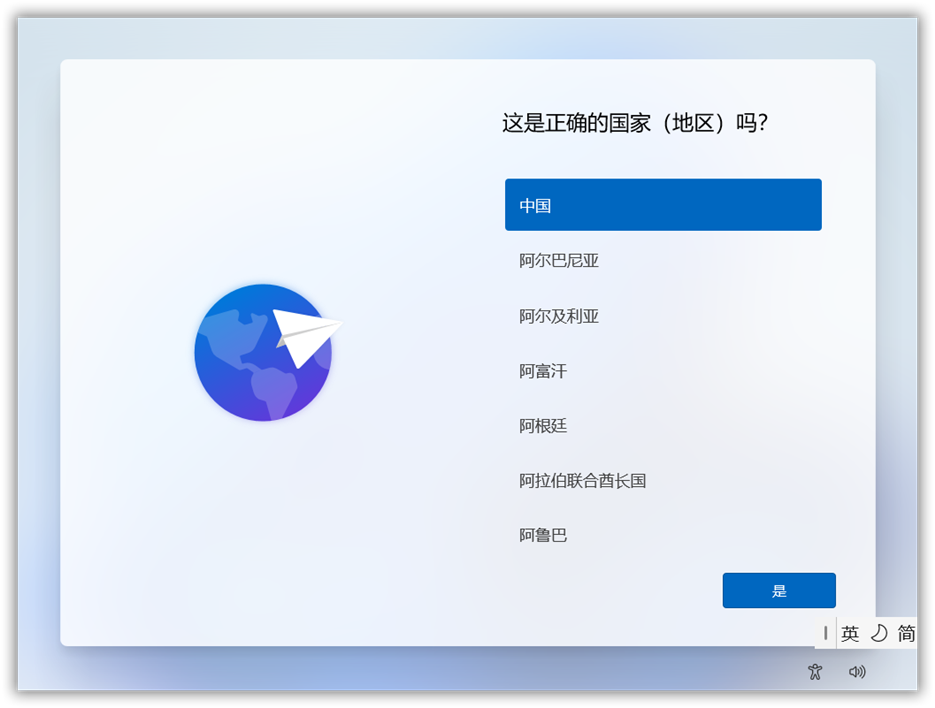 这是正确的国家（地区）吗？
中国
阿尔巴尼亚
阿尔及利亚
阿富汗
阿根廷
阿拉伯联合酋长国
阿鲁巴
是
英 简